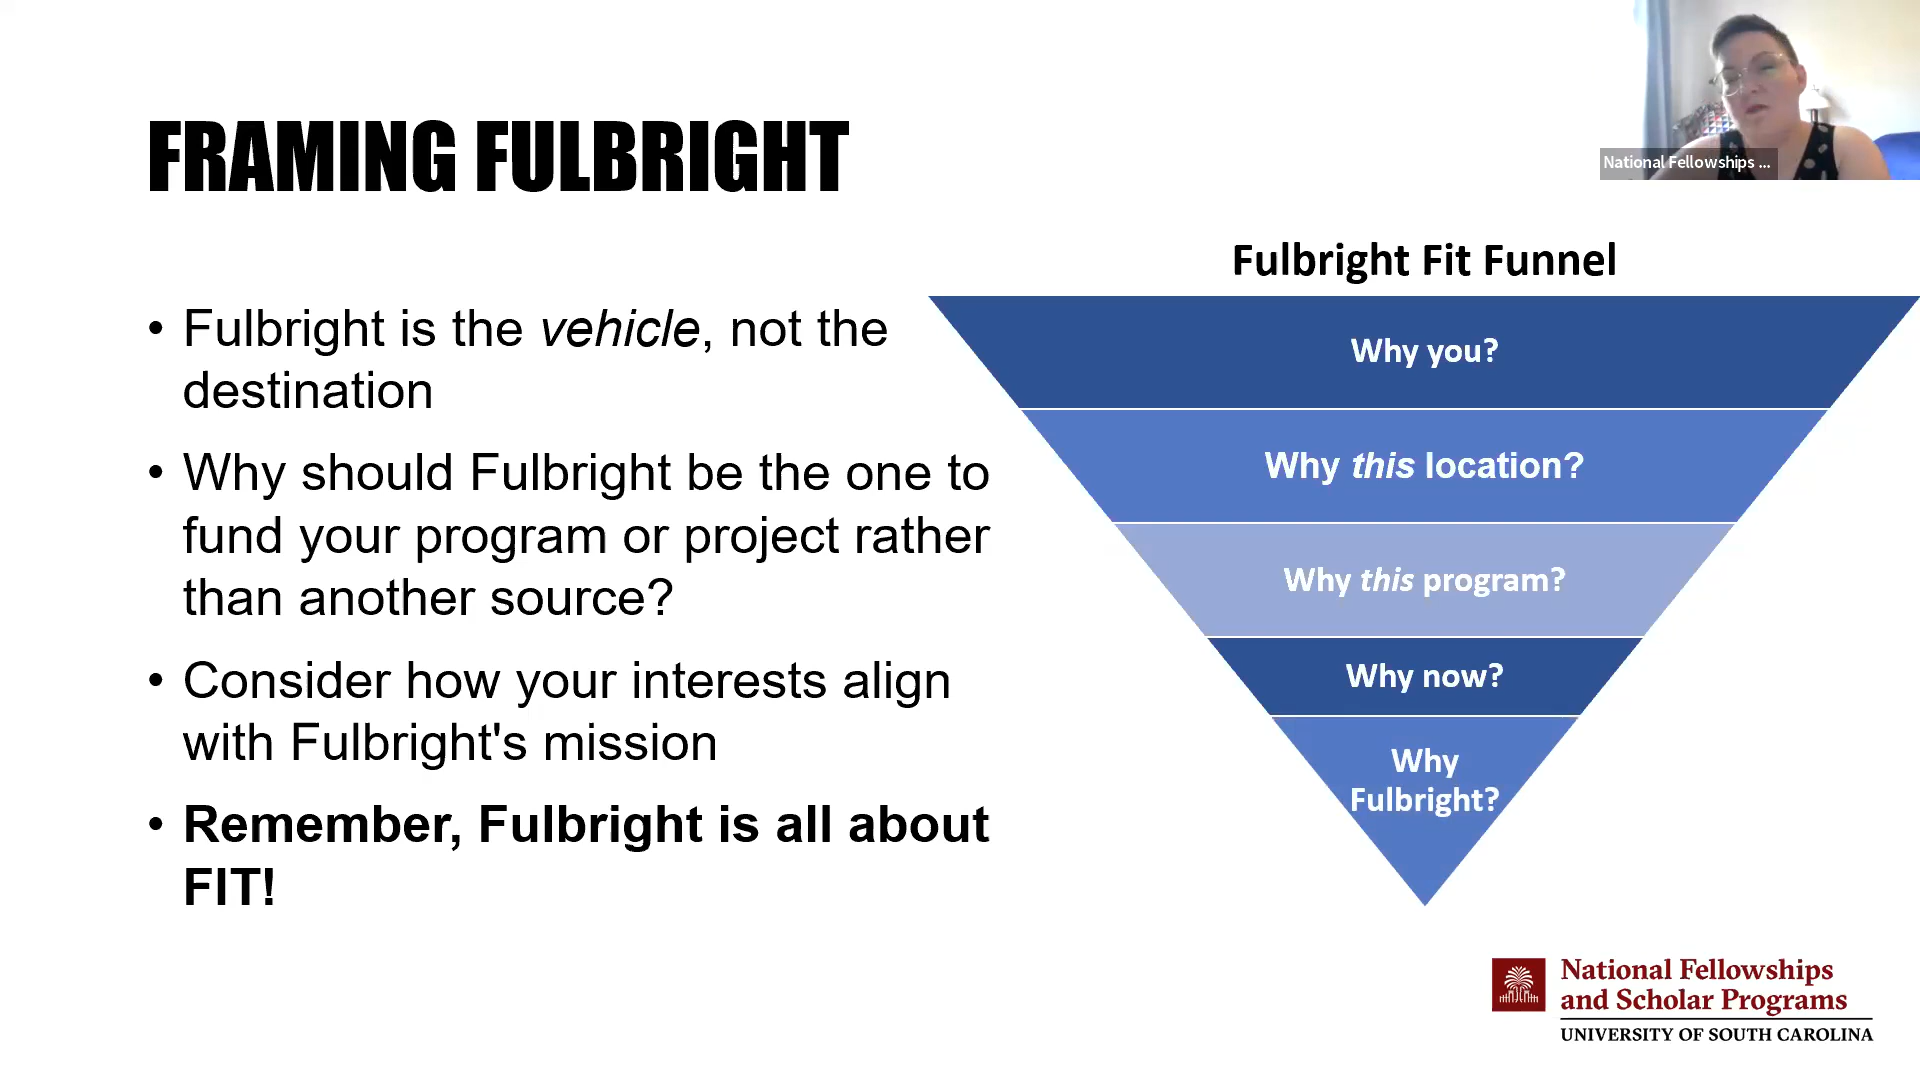 National Fellowships ...
FRAMING FULBRIGHT
• Fulbright is the vehicle, not the
destination
• Why should Fulbright be the one to
fund your program or project rather
than another source?
• Consider how your interests align
with Fulbright's mission
• Remember, Fulbright is all about
FIT!
Fulbright Fit Funnel
Why you?
Why this location?
Why this program?
Why now?
Why
Fulbright?
National Fellowships
and Scholar Programs
UNIVERSITY OF SOUTH CAROLINA